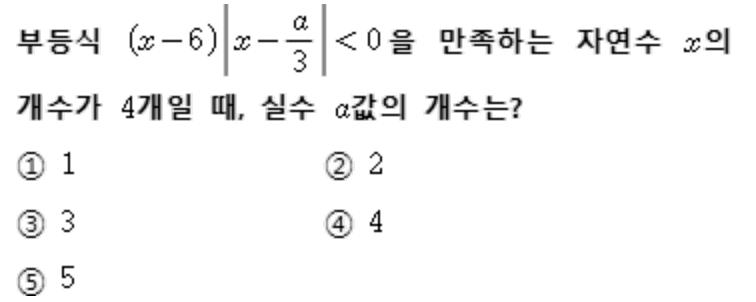 부등식 (x-6)|x-\frac{a}{3}|<0을 만족하는 자연수 x의
개수가 4개일 때, 실수 a값의 개수는?
① 1 ② 2
③ 3 ④ 4
⑤ 5